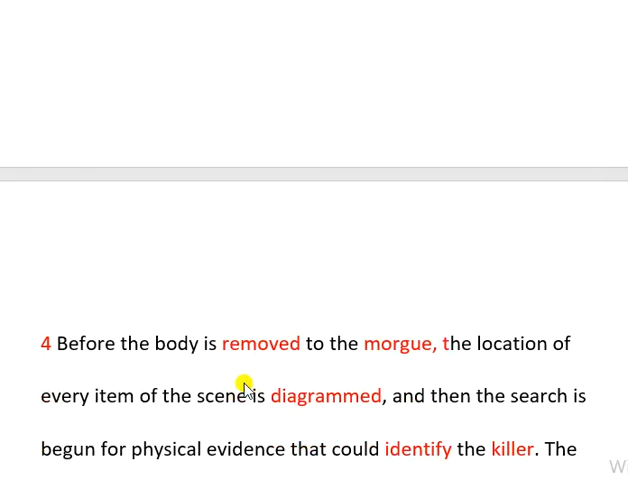 4 Before the body is removed to the morgue, the location of
every item of the scene is diagrammed, and then the search is
begun for physical evidence that could identify the killer. The
Wi